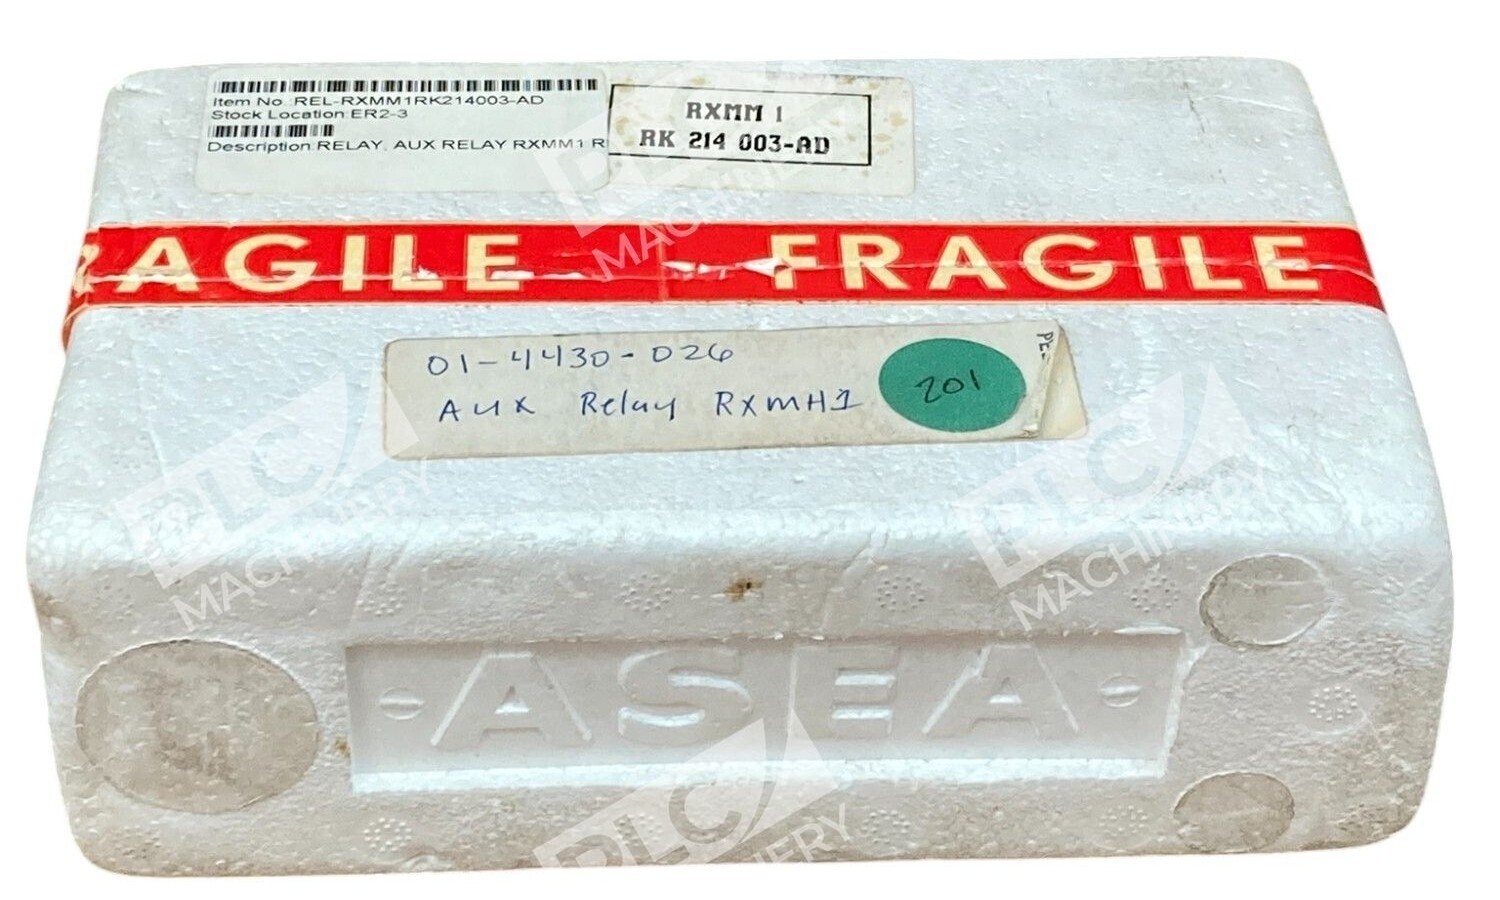 Item No.:REL-RXMM1RK214003-AD
Stock Location:ER2-3
Description:RELAY, AUX RELAY RXMM1 R
RXMM 1
RK 214 003-AD
RAGILE FRAGILE
01-4430-026
Aux Relay RXMH1
201
ASEA
PLC MACHINERY
PLC MACHINERY
PLC MACHINERY
PLC MACHINERY